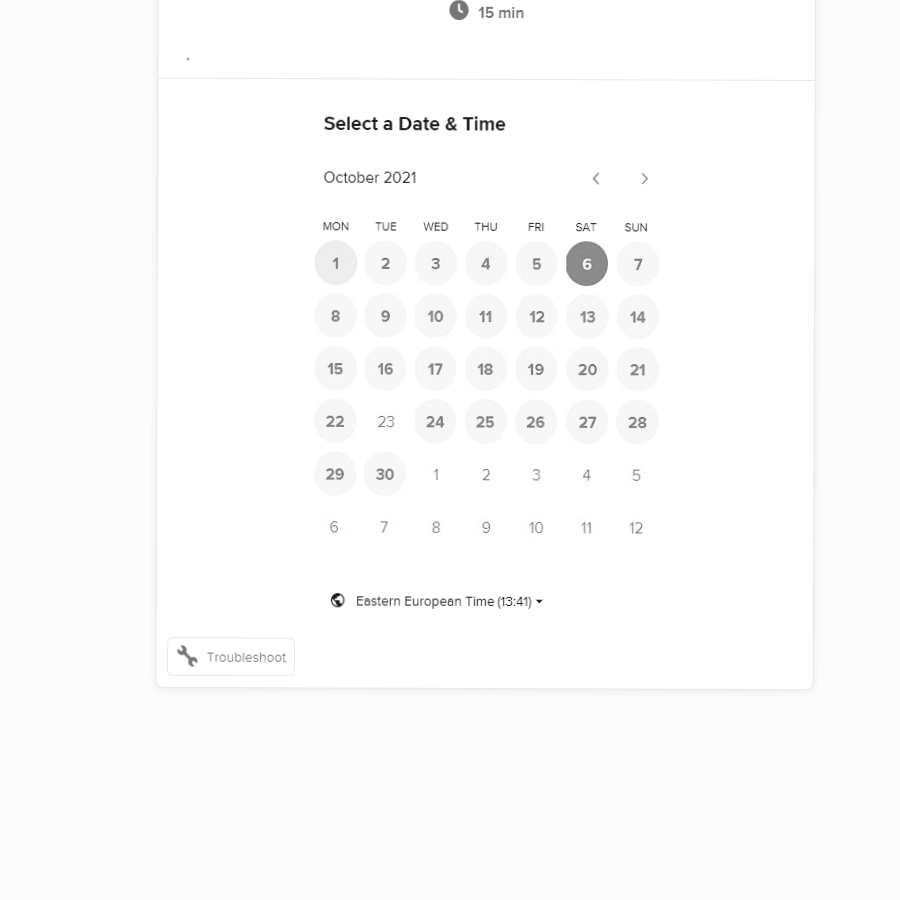 15 min
.
Select a Date & Time
October 2021
MON TUE WED THU FRI SAT SUN
1 2 3 4 5 6 7
8 9 10 11 12 13 14
15 16 17 18 19 20 21
22 23 24 25 26 27 28
29 30 1 2 3 4 5
6 7 8 9 10 11 12
Eastern European Time (13:41)
Troubleshoot